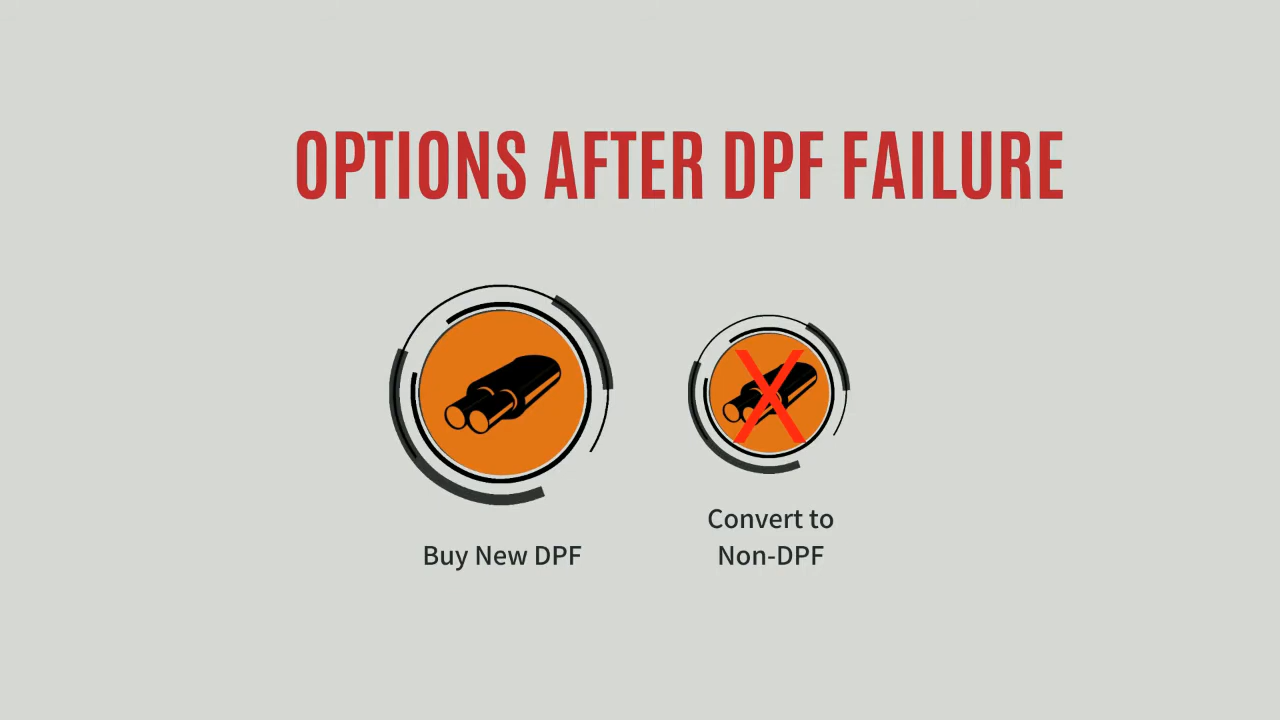 OPTIONS AFTER DPF FAILURE
Buy New DPF
Convert to
Non-DPF